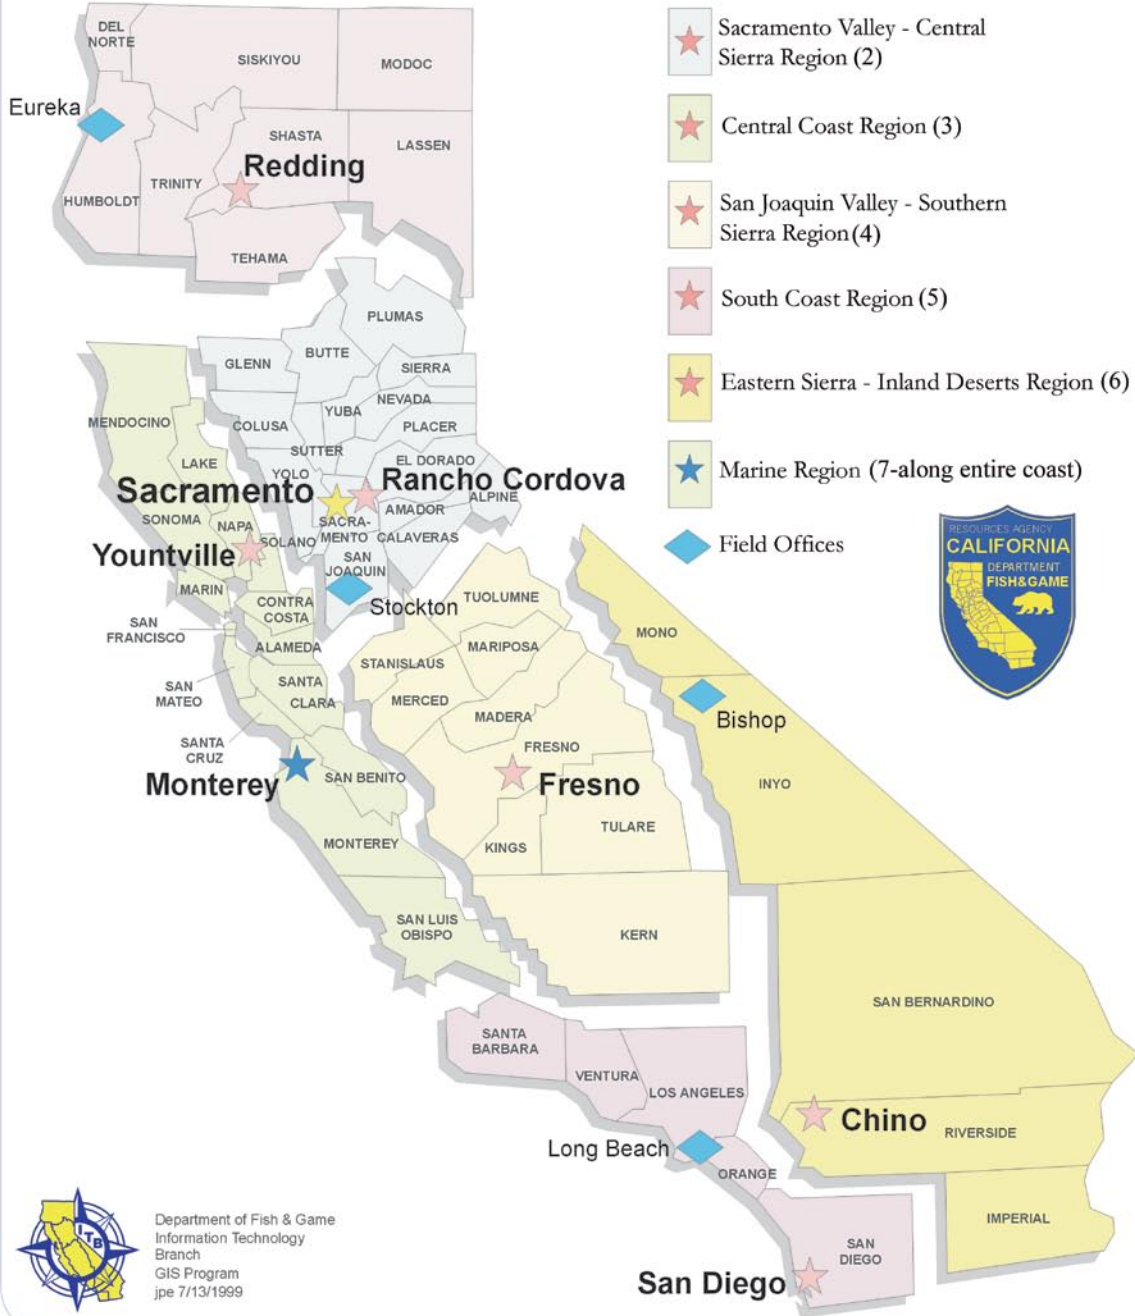 DEL
NORTE
SISKIYOU
MODOC
Eureka
SHASTA
LASSEN
Redding
TRINITY
HUMBOLDT
TEHAMA
PLUMAS
BUTTE
GLENN
SIERRA
NEVADA
YUBA
MENDOCINO
COLUSA
PLACER
SUTTER
LAKE
EL DORADO
YOLO
Rancho Cordova
Sacramento
ALPINE
AMADOR
SONOMA
NAPA
SACRA-
MENTO
CALAVERAS
SOLANO
Yountville
SAN
JOAQUIN
MARIN
Stockton
CONTRA
COSTA
TUOLUMNE
SAN
FRANCISCO
ALAMEDA
MARIPOSA
STANISLAUS
SANTA
CLARA
SAN
MATEO
MERCED
MADERA
SANTA
CRUZ
FRESNO
SAN BENITO
Monterey
Fresno
TULARE
KINGS
MONTEREY
SAN LUIS
OBISPO
KERN
MONO
Bishop
INYO
SAN BERNARDINO
SANTA
BARBARA
VENTURA
LOS ANGELES
Chino
RIVERSIDE
Long Beach
ORANGE
IMPERIAL
SAN
DIEGO
San Diego
Sacramento Valley - Central
Sierra Region (2)
Central Coast Region (3)
San Joaquin Valley - Southern
Sierra Region (4)
South Coast Region (5)
Eastern Sierra - Inland Deserts Region (6)
Marine Region (7-along entire coast)
Field Offices
RESOURCES AGENCY
CALIFORNIA
DEPARTMENT
FISH&GAME
ITB
Department of Fish & Game
Information Technology
Branch
GIS Program
jpe 7/13/1999